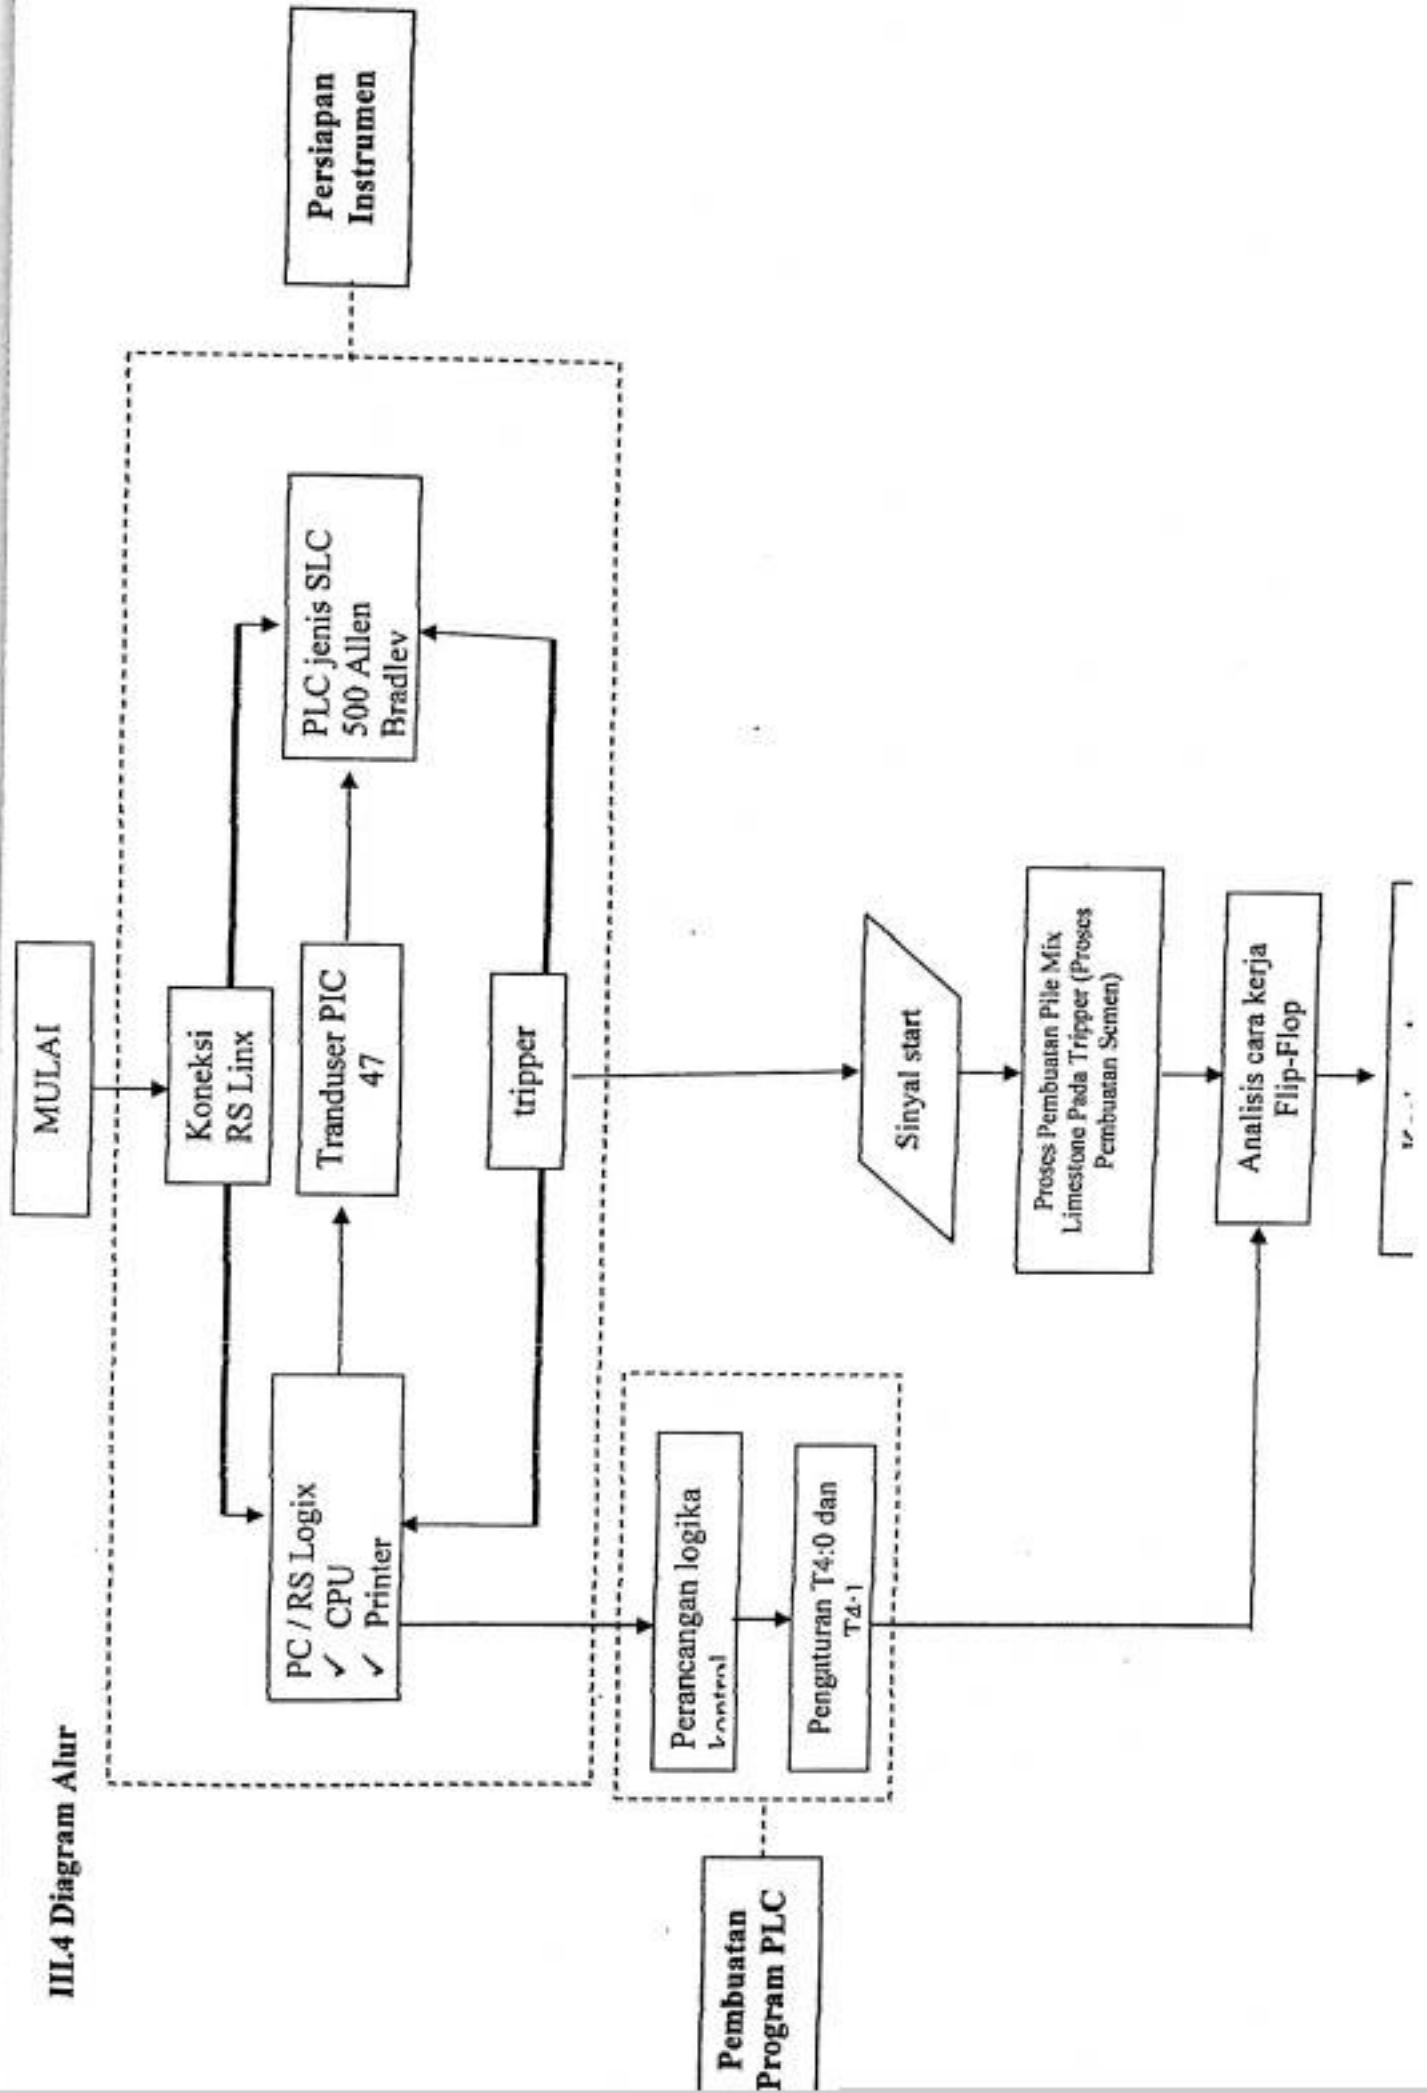 III.4 Diagram Alur
MULAI
Koneksi
RS Linx
PC / RS Logix
✓ CPU
✓ Printer
Tranduser PIC
47
PLC jenis SLC
500 Allen
Bradley
tripper
Persiapan
Instrumen
Pembuatan
Program PLC
Perancangan logika
kontrol
Pengaturan T4:0 dan
T4:1
Sinyal start
Proses Pembuatan Pile Mix
Limestone Pada Tripper (Proses
Pembuatan Semen)
Analisis cara kerja
Flip-Flop